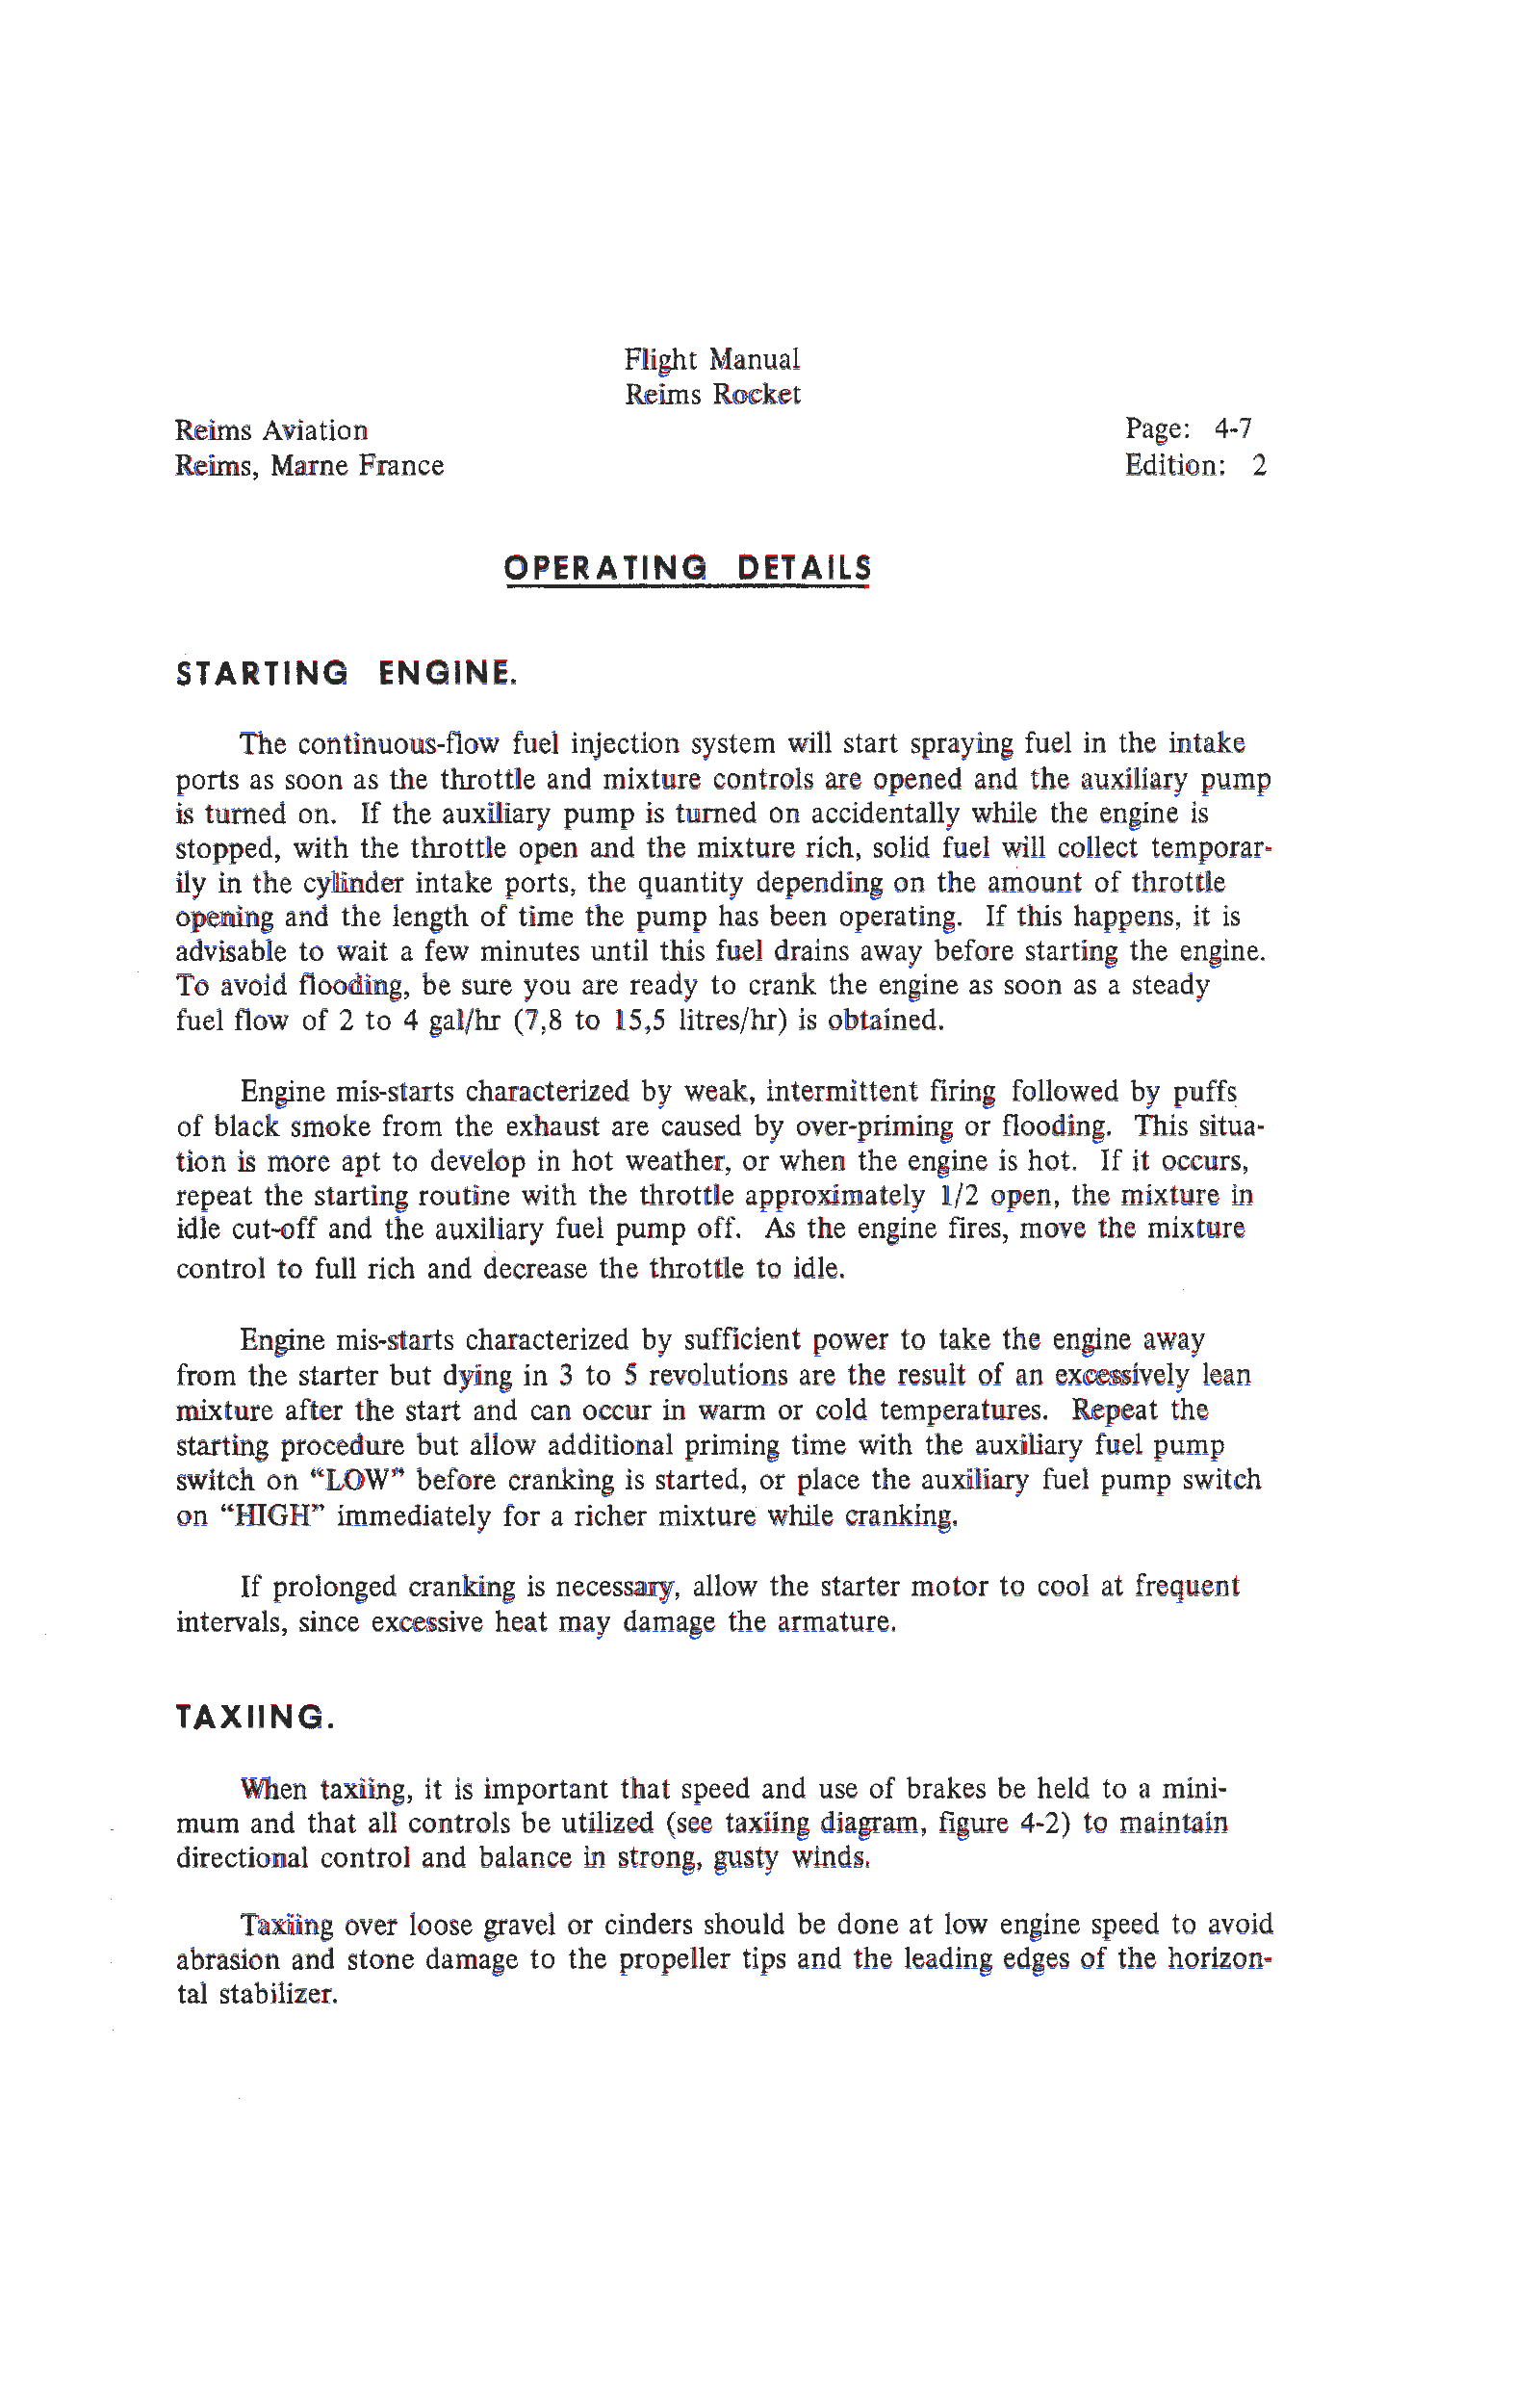 Flight Manual
Reims Rocket
Reims Aviation Page: 4-7
Reims, Marne France Edition: 2
OPERATING DETAILS
STARTING ENGINE.
The continuous-flow fuel injection system will start spraying fuel in the intake
ports as soon as the throttle and mixture controls are opened and the auxiliary pump
is turned on. If the auxiliary pump is turned on accidentally while the engine is
stopped, with the throttle open and the mixture rich, solid fuel will collect temporar-
ily in the cylinder intake ports, the quantity depending on the amount of throttle
opening and the length of time the pump has been operating. If this happens, it is
advisable to wait a few minutes until this fuel drains away before starting the engine.
To avoid flooding, be sure you are ready to crank the engine as soon as a steady
fuel flow of 2 to 4 gal/hr (7,8 to 15,5 litres/hr) is obtained.
Engine mis-starts characterized by weak, intermittent firing followed by puffs
of black smoke from the exhaust are caused by over-priming or flooding. This situa-
tion is more apt to develop in hot weather, or when the engine is hot. If it occurs,
repeat the starting routine with the throttle approximately 1/2 open, the mixture in
idle cut-off and the auxiliary fuel pump off. As the engine fires, move the mixture
control to full rich and decrease the throttle to idle.
Engine mis-starts characterized by sufficient power to take the engine away
from the starter but dying in 3 to 5 revolutions are the result of an excessively lean
mixture after the start and can occur in warm or cold temperatures. Repeat the
starting procedure but allow additional priming time with the auxiliary fuel pump
switch on “LOW” before cranking is started, or place the auxiliary fuel pump switch
on “HIGH” immediately for a richer mixture while cranking.
If prolonged cranking is necessary, allow the starter motor to cool at frequent
intervals, since excessive heat may damage the armature.
TAXIING.
When taxiing, it is important that speed and use of brakes be held to a mini-
mum and that all controls be utilized (see taxiing diagram, figure 4-2) to maintain
directional control and balance in strong, gusty winds.
Taxiing over loose gravel or cinders should be done at low engine speed to avoid
abrasion and stone damage to the propeller tips and the leading edges of the horizon-
tal stabilizer.